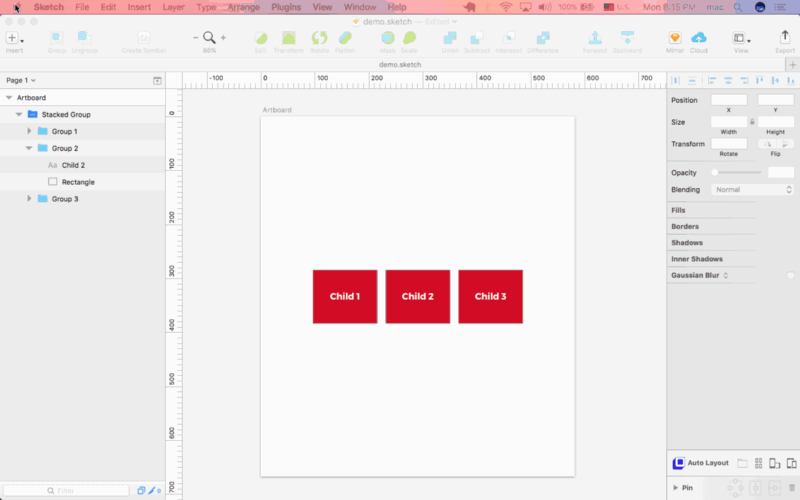 Sketch File Edit Insert Layer Type Arrange Plugins View Window Help 100% U.S. Mon 8:15 PM mac
demo.sketch — Edited
Insert Group Ungroup Create Symbol 80% Edit Transform Rotate Flatten Mask Scale Union Subtract Intersect Difference Forward Backward Mirror Cloud View Export
demo.sketch
Page 1
Artboard
Stacked Group
Group 1
Group 2
Aa Child 2
Rectangle
Group 3
Filter
0
-100 0 100 200 300 400 500 600 700
0
100
200
300
400
500
600
700
Artboard
Child 1 Child 2 Child 3
Position
X Y
Size
Width Height
Transform
Rotate Flip
Opacity
Blending Normal
Fills
Borders
Shadows
Inner Shadows
Gaussian Blur
Auto Layout
Pin